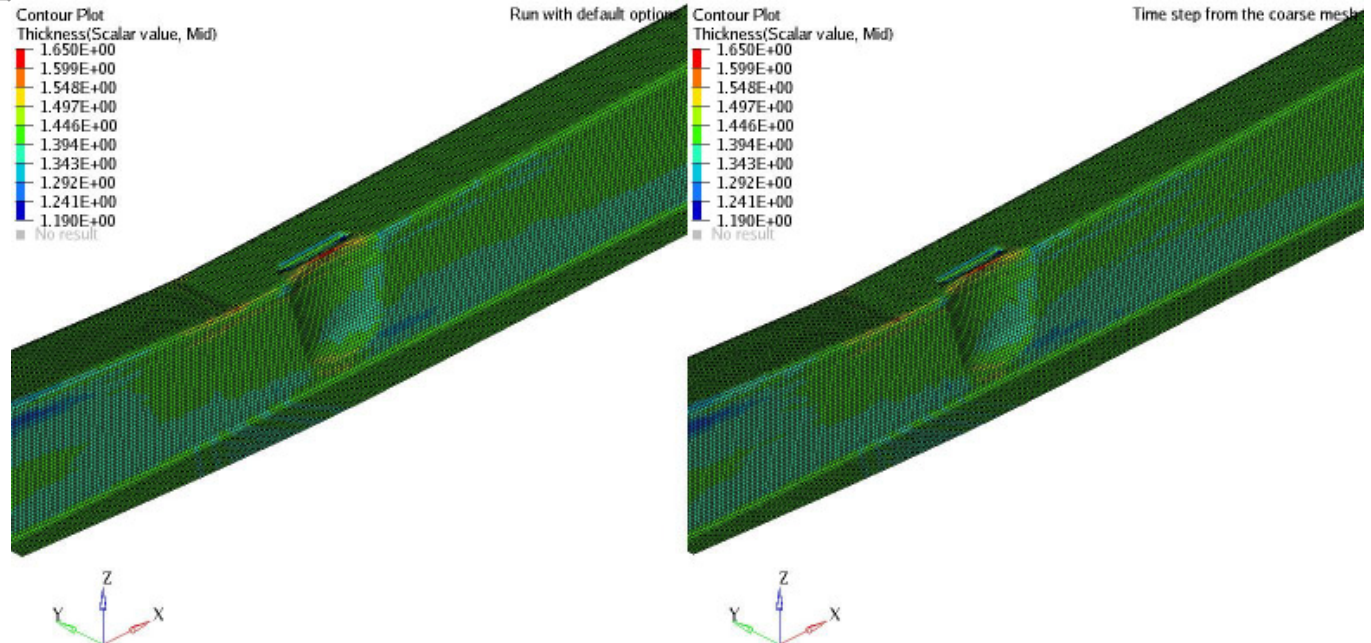 Contour Plot
Thickness(Scalar value, Mid)
1.650E+00
1.599E+00
1.548E+00
1.497E+00
1.446E+00
1.394E+00
1.343E+00
1.292E+00
1.241E+00
1.190E+00
No result
Run with default options
Z
Y
X
Contour Plot
Thickness(Scalar value, Mid)
1.650E+00
1.599E+00
1.548E+00
1.497E+00
1.446E+00
1.394E+00
1.343E+00
1.292E+00
1.241E+00
1.190E+00
No result
Time step from the coarse mesh
Z
Y
X